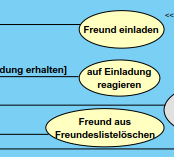 <<
Freund einladen
dung erhalten]
auf Einladung
reagieren
Freund aus
Freundeslistelöschen